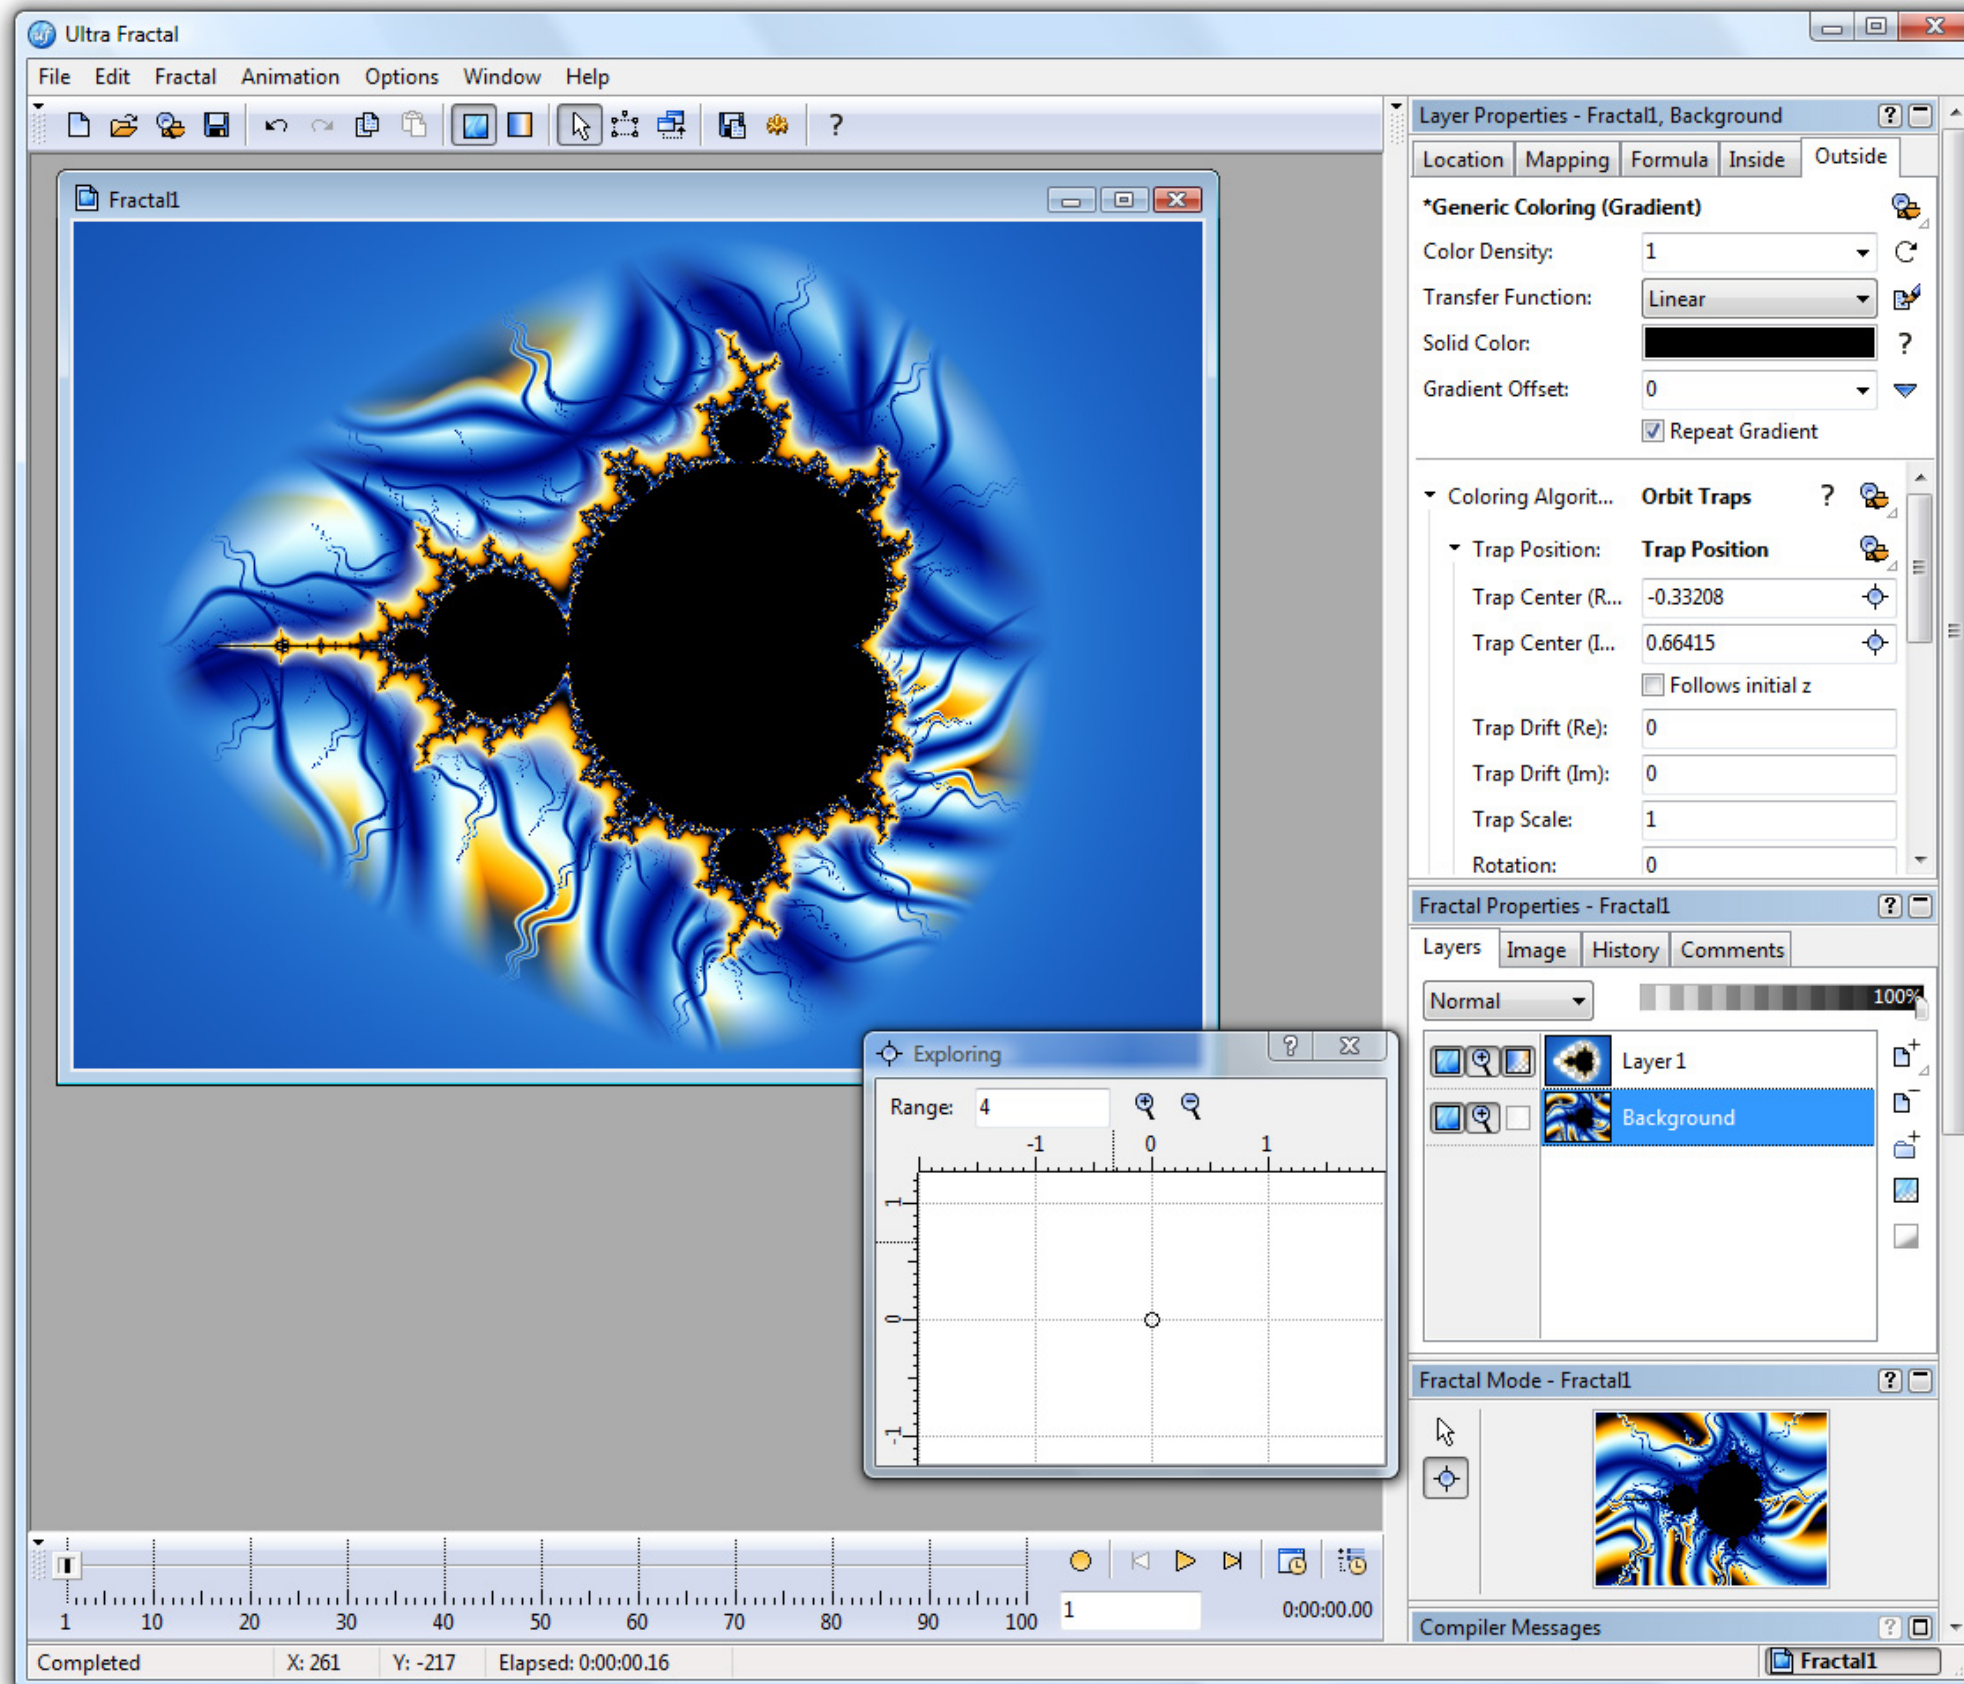 Ultra Fractal
File Edit Fractal Animation Options Window Help
?
Fractal1
Layer Properties - Fractal1, Background
Location Mapping Formula Inside Outside
*Generic Coloring (Gradient)
Color Density: 1
Transfer Function: Linear
Solid Color: ?
Gradient Offset: 0
Repeat Gradient
Coloring Algorit... Orbit Traps ?
Trap Position: Trap Position
Trap Center (R... -0.33208
Trap Center (I... 0.66415
Follows initial z
Trap Drift (Re): 0
Trap Drift (Im): 0
Trap Scale: 1
Rotation: 0
Fractal Properties - Fractal1
Layers Image History Comments
Normal 100%
Layer 1
Background
Exploring
Range: 4
-1 0 1
1
0
-1
Fractal Mode - Fractal1
1 10 20 30 40 50 60 70 80 90 100
1 0:00:00.00
Compiler Messages
Completed X: 261 Y: -217 Elapsed: 0:00:00.16
Fractal1